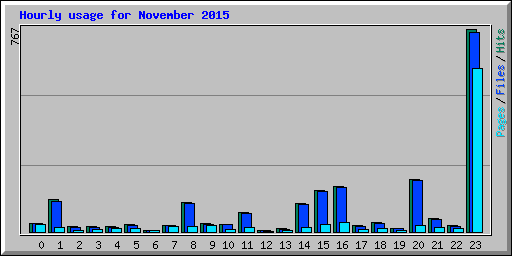 Hourly usage for November 2015
767
Pages/Files/Hits
0 1 2 3 4 5 6 7 8 9 10 11 12 13 14 15 16 17 18 19 20 21 22 23